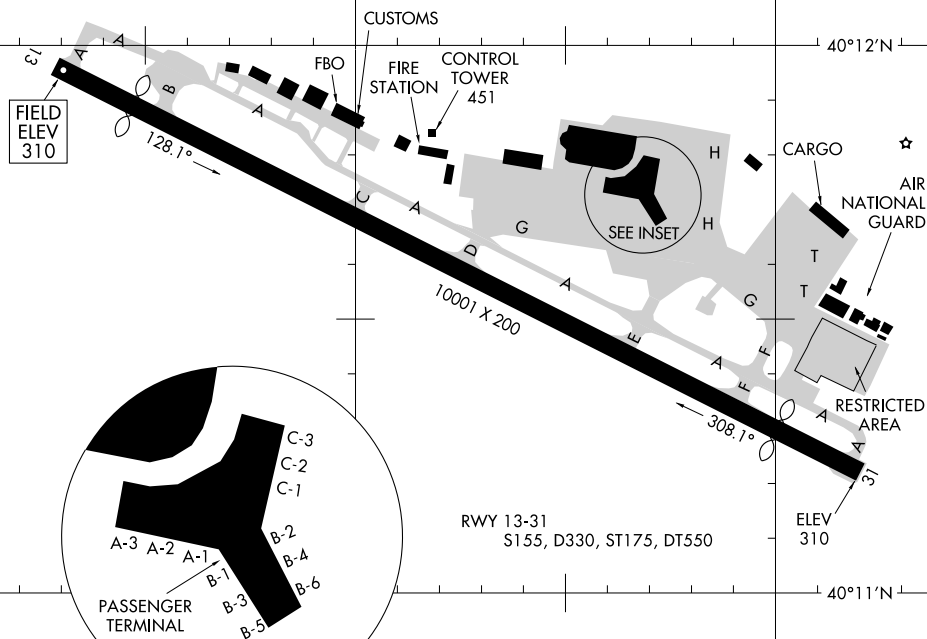 CUSTOMS
FBO
FIRE
STATION
CONTROL
TOWER
451
40°12'N
13
A
A
FIELD
ELEV
310
B
A
128.1°
C
A
H
CARGO
AIR
NATIONAL
GUARD
SEE INSET
H
G
D
T
A
T
G
10001 X 200
E
F
A
F
A
RESTRICTED
AREA
308.1°
A
31
ELEV
310
C-3
C-2
C-1
RWY 13-31
S155, D330, ST175, DT550
A-3 A-2 A-1
B-2
B-4
B-6
B-1
B-3
B-5
PASSENGER
TERMINAL
40°11'N